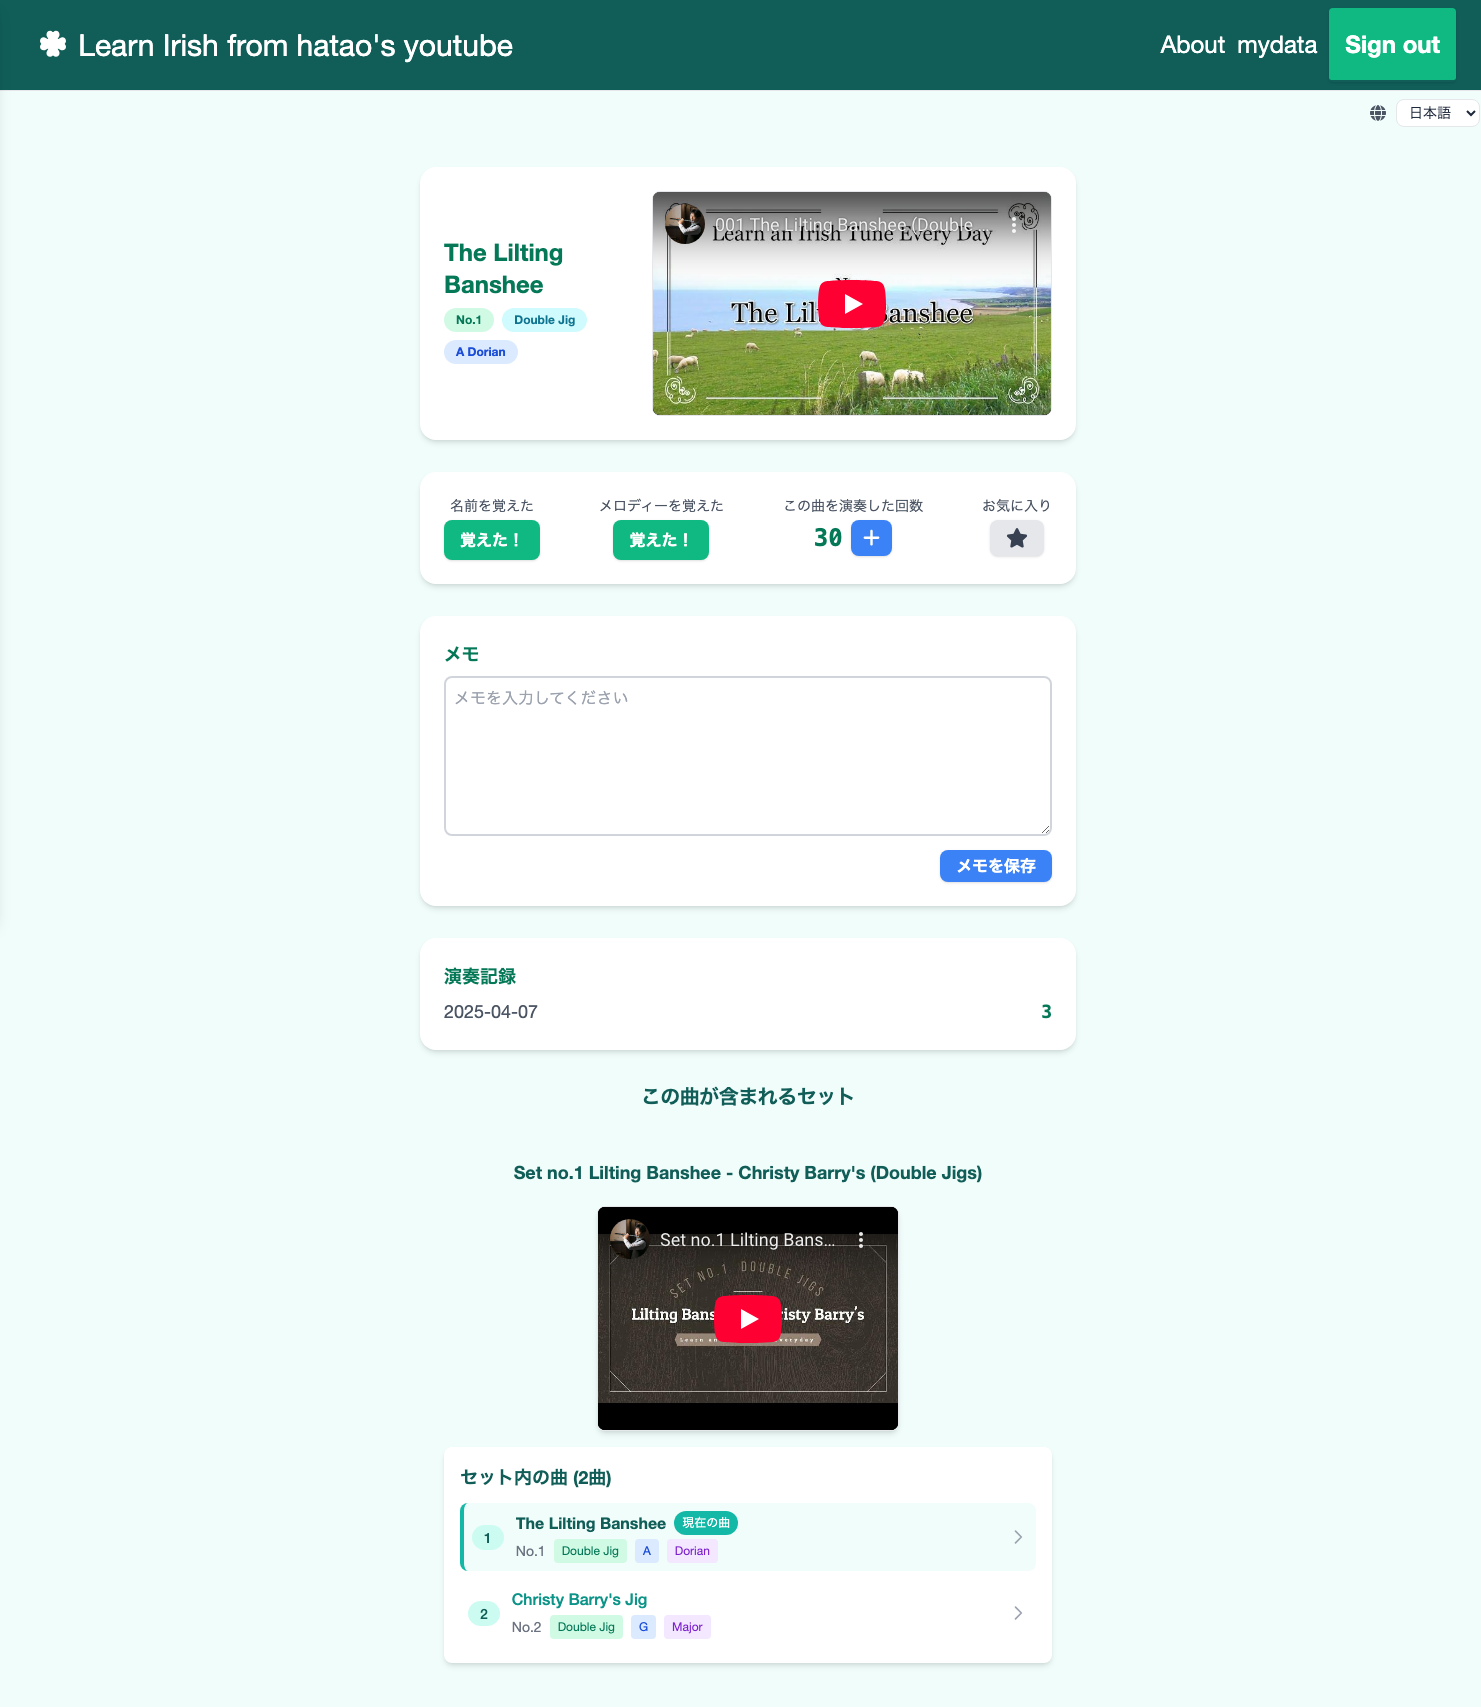 Learn Irish from hatao's youtube
About mydata Sign out
日本語
The Lilting
Banshee
No.1 Double Jig
A Dorian
001 The Lilting Banshee (Double
Learn an Irish Tune Every Day
The Lil Banshee
名前を覚えた メロディーを覚えた この曲を演奏した回数 お気に入り
覚えた！ 覚えた！ 30
メモ
メモを入力してください
メモを保存
演奏記録
2025-04-07 3
この曲が含まれるセット
Set no.1 Lilting Banshee - Christy Barry's (Double Jigs)
Set no.1 Lilting Bans...
SET NO.1 DOUBLE JIGS
Lilting Bans risty Barry's
Learn an everyday
セット内の曲 (2曲)
1 The Lilting Banshee 現在の曲
No.1 Double Jig A Dorian
2 Christy Barry's Jig
No.2 Double Jig G Major